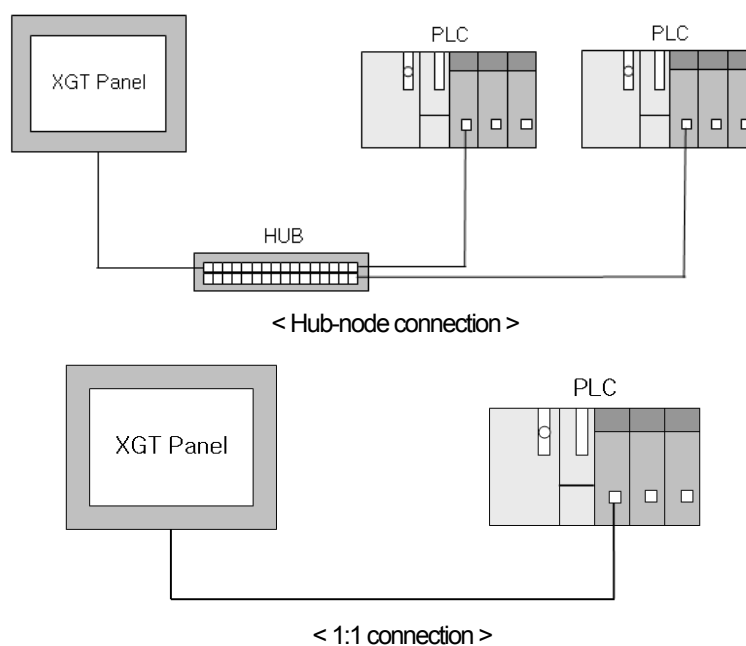 PLC
PLC
XGT Panel
HUB
< Hub-node connection >
PLC
XGT Panel
< 1:1 connection >